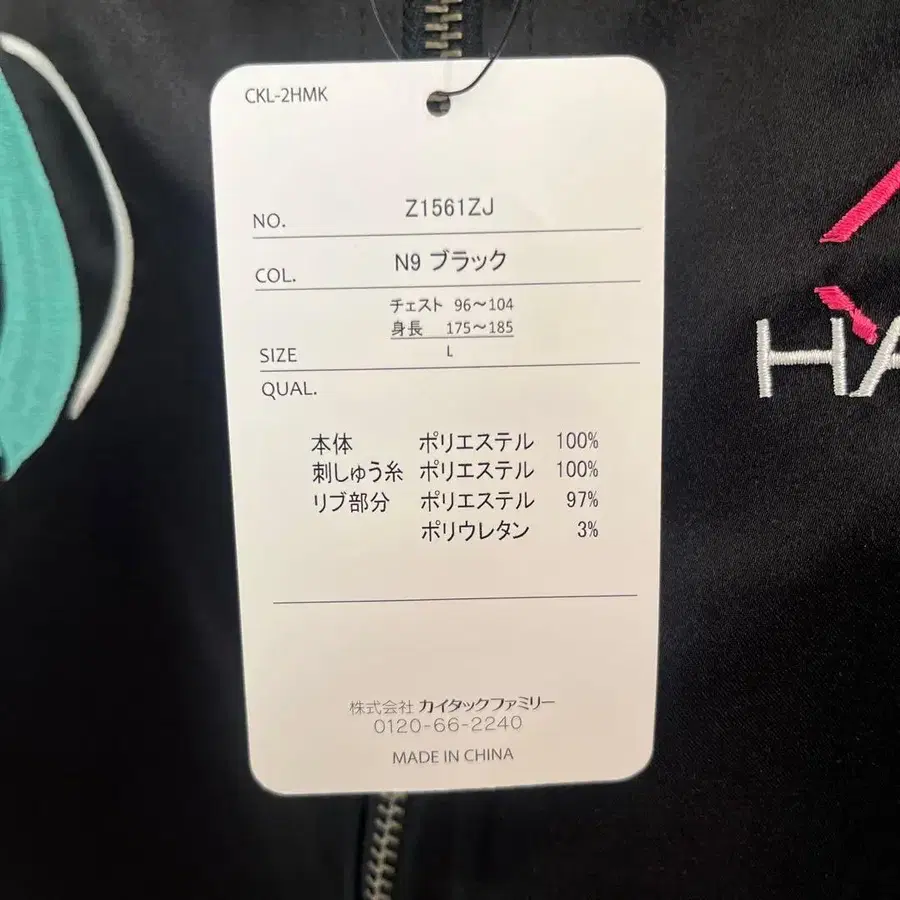 CKL-2HMK
NO. Z1561ZJ
COL. N9 ブラック
チェスト 96～104
身長 175～185
SIZE L
QUAL.
本体 ポリエステル 100%
刺しゅう糸 ポリエステル 100%
リブ部分 ポリエステル 97%
ポリウレタン 3%
株式会社 カイタックファミリー
0120-66-2240
MADE IN CHINA
HA